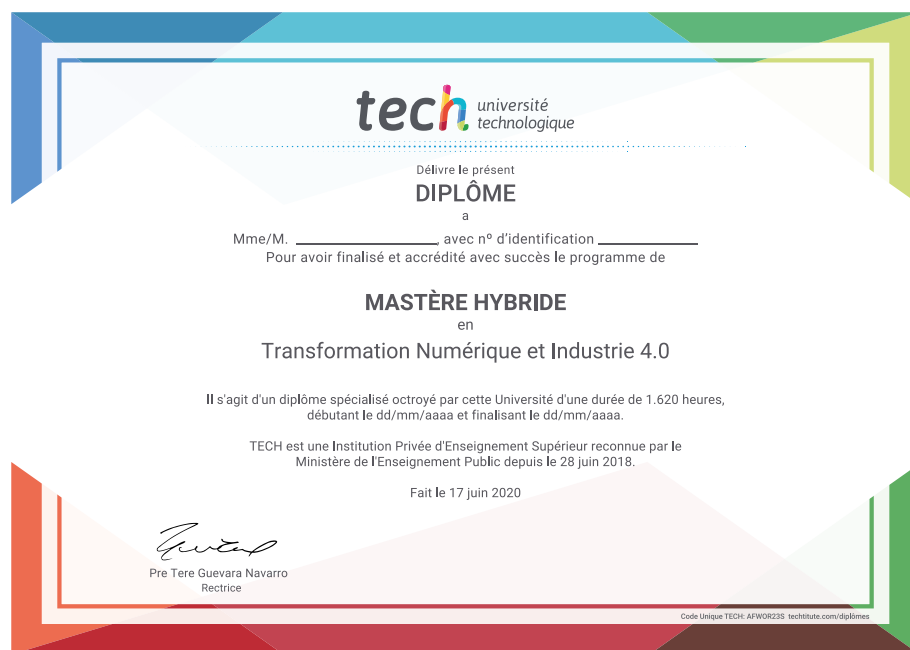 tech université
technologique
Délivre le présent
DIPLÔME
a
Mme/M. _________________, avec nº d'identification ____________
Pour avoir finalisé et accrédité avec succès le programme de
MASTÈRE HYBRIDE
en
Transformation Numérique et Industrie 4.0
Il s'agit d'un diplôme spécialisé octroyé par cette Université d'une durée de 1.620 heures,
débutant le dd/mm/aaaa et finalisant le dd/mm/aaaa.
TECH est une Institution Privée d'Enseignement Supérieur reconnue par le
Ministère de l'Enseignement Public depuis le 28 juin 2018.
Fait le 17 juin 2020
Pre Tere Guevara Navarro
Rectrice
Code Unique TECH: AFWOR23S techtitute.com/diplômes